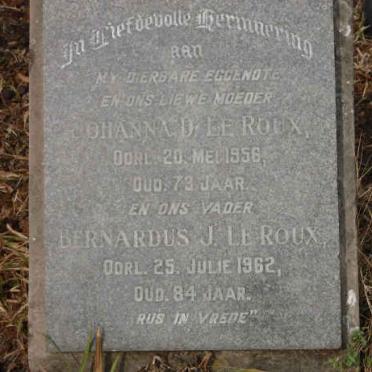 In Liefdevolle Herinnering
AAN
MY DIERBARE EGGENOTE,
EN ONS LIEWE MOEDER
JOHANNA. D. LE ROUX,
OORL. 20. MEI. 1956,
OUD. 73. JAAR.
EN ONS VADER
BERNARDUS J. LE ROUX,
OORL. 25. JULIE 1962,
OUD. 84. JAAR.
RUS IN VREDE"